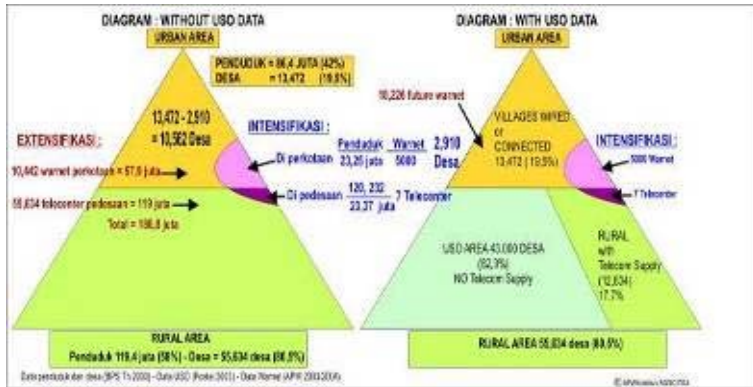 DIAGRAM : WITHOUT USO DATA
URBAN AREA
PENDUDUK = 86,4 JUTA (42%)
DESA = 13,472 (19,5%)
13,472 - 2,910
= 10,562 Desa
EXTENSIFIKASI :
10,442 warnet perkotaan = 67,8 juta
55,634 telecenter pedesaan = 119 juta
Total = 186,8 juta
INTENSIFIKASI :
Penduduk Warnet 2,910
Di perkotaan 23,25 juta 5000 Desa
Di pedesaan 120, 232 7 Telecenter
23,37 juta
RURAL AREA
Penduduk 119,4 juta (58%) - Desa = 55,634 desa (80,5%)
DIAGRAM : WITH USO DATA
URBAN AREA
10,226 future warnet
VILLAGES WIRED
or
CONNECTED
13,472 (19,5%)
INTENSIFIKASI :
5000 Warnet
7 Telecenter
USO AREA 43.000 DESA
(62,3%)
NO Telecom Supply
RURAL
with
Telecom Supply
(12,634)
17.7%
RURAL AREA 55,634 desa (80,5%)